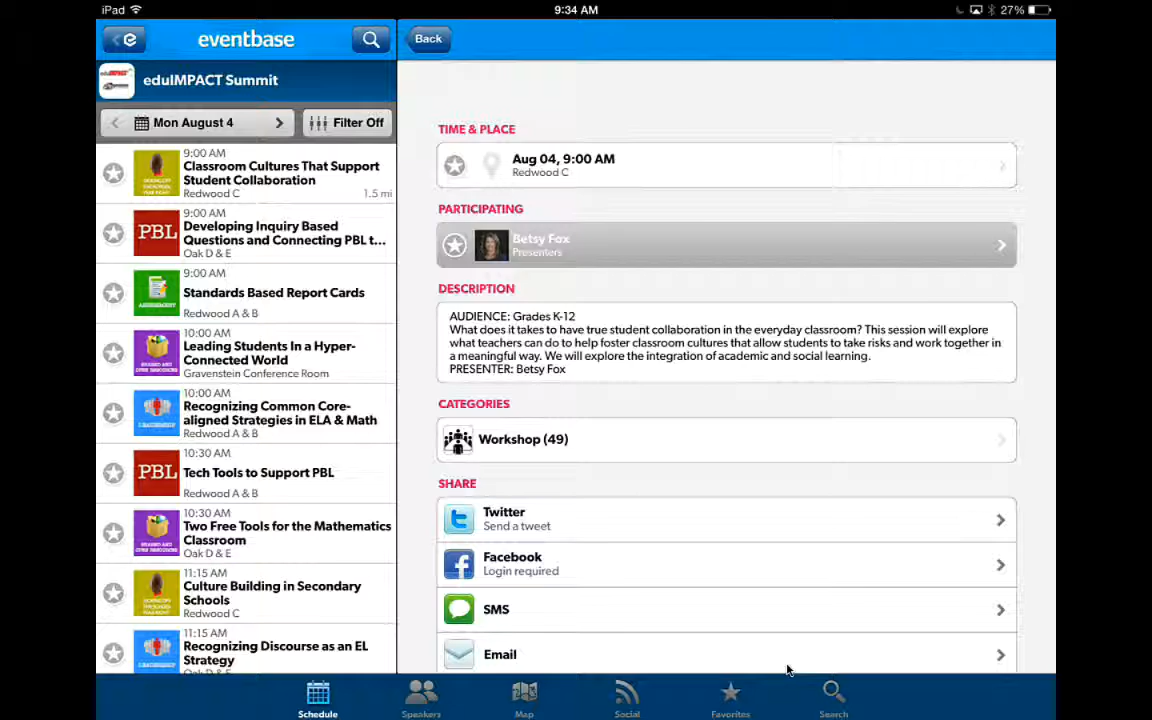 iPad
9:34 AM
27%
eventbase
Back
eduIMPACT Summit
Mon August 4
Filter Off
9:00 AM
Classroom Cultures That Support
Student Collaboration
Redwood C
1.5 mi
9:00 AM
PBL
Developing Inquiry Based
Questions and Connecting PBL t...
Oak D & E
9:00 AM
Standards Based Report Cards
Redwood A & B
10:00 AM
Leading Students In a Hyper-
Connected World
Gravenstein Conference Room
10:00 AM
Recognizing Common Core-
aligned Strategies in ELA & Math
Redwood A & B
10:30 AM
PBL
Tech Tools to Support PBL
Redwood A & B
10:30 AM
Two Free Tools for the Mathematics
Classroom
Oak D & E
11:15 AM
Culture Building in Secondary
Schools
Redwood C
11:15 AM
Recognizing Discourse as an EL
Strategy
TIME & PLACE
Aug 04, 9:00 AM
Redwood C
PARTICIPATING
Betsy Fox
Presenters
DESCRIPTION
AUDIENCE: Grades K-12
What does it takes to have true student collaboration in the everyday classroom? This session will explore
what teachers can do to help foster classroom cultures that allow students to take risks and work together in
a meaningful way. We will explore the integration of academic and social learning.
PRESENTER: Betsy Fox
CATEGORIES
Workshop (49)
SHARE
Twitter
Send a tweet
Facebook
Login required
SMS
Email
Schedule
Speakers
Map
Social
Favorites
Search